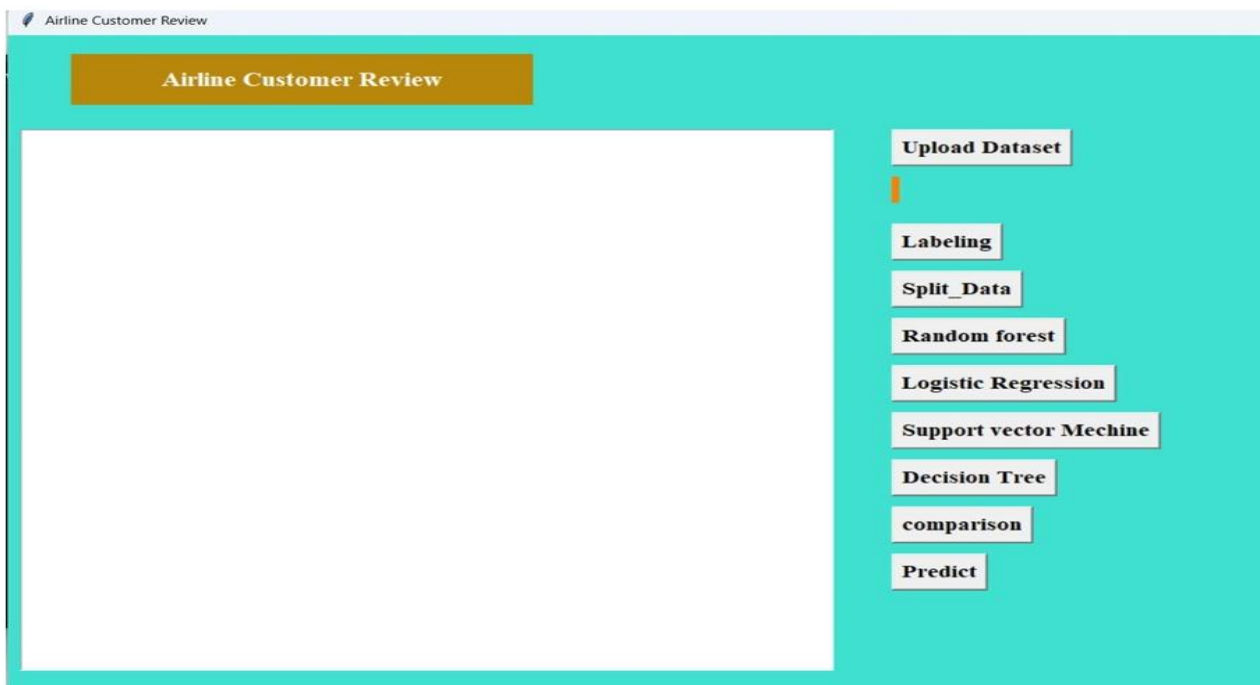 Airline Customer Review
Airline Customer Review
Upload Dataset
Labeling
Split_Data
Random forest
Logistic Regression
Support vector Mechine
Decision Tree
comparison
Predict